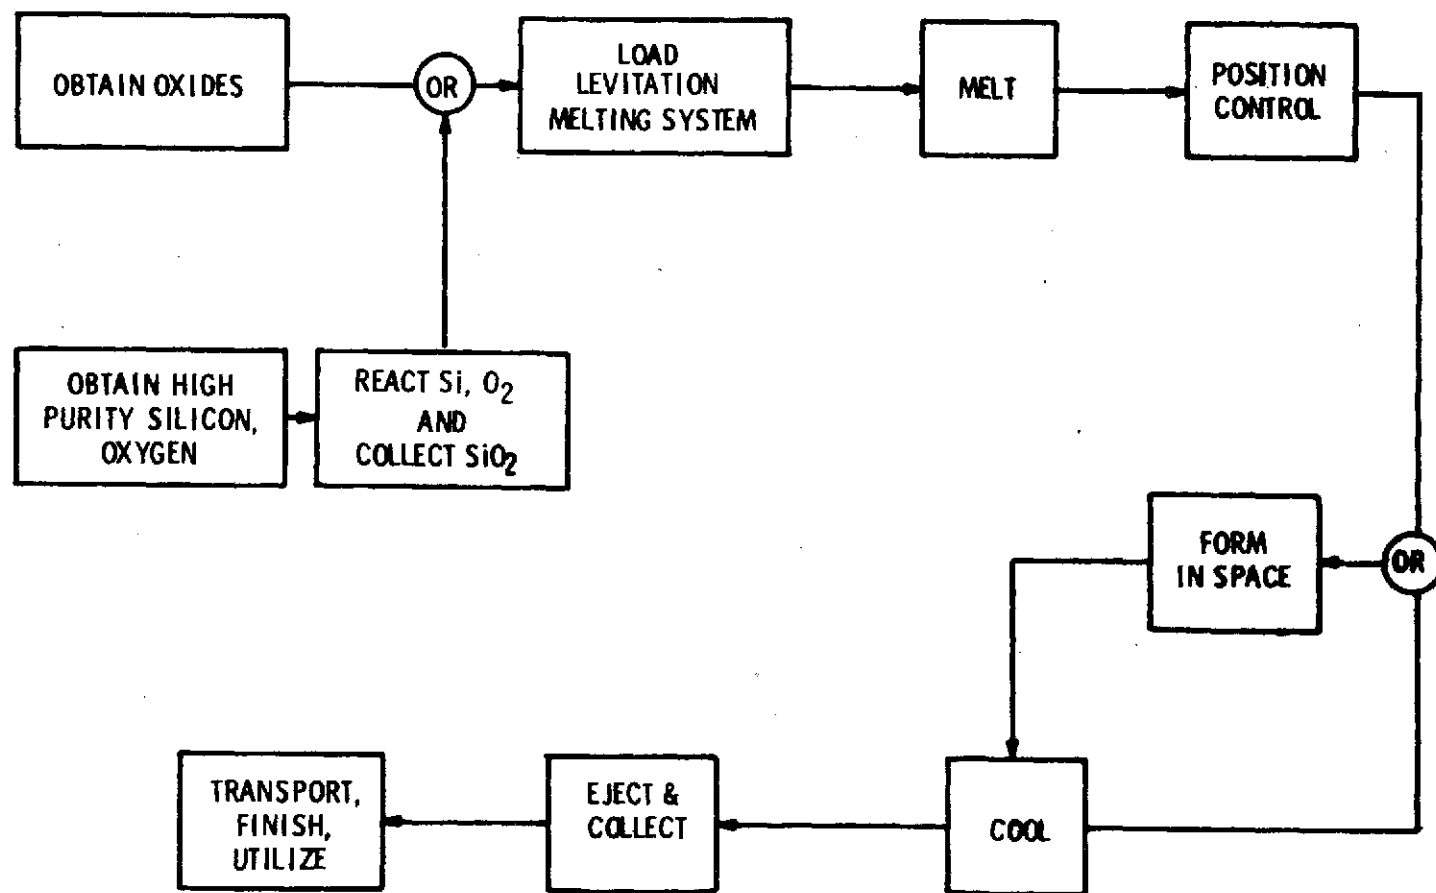 OBTAIN OXIDES
OR
LOAD
LEVITATION
MELTING SYSTEM
MELT
POSITION
CONTROL
OBTAIN HIGH
PURITY SILICON,
OXYGEN
REACT Si, O₂
AND
COLLECT SiO₂
FORM
IN SPACE
OR
TRANSPORT,
FINISH,
UTILIZE
EJECT &
COLLECT
COOL